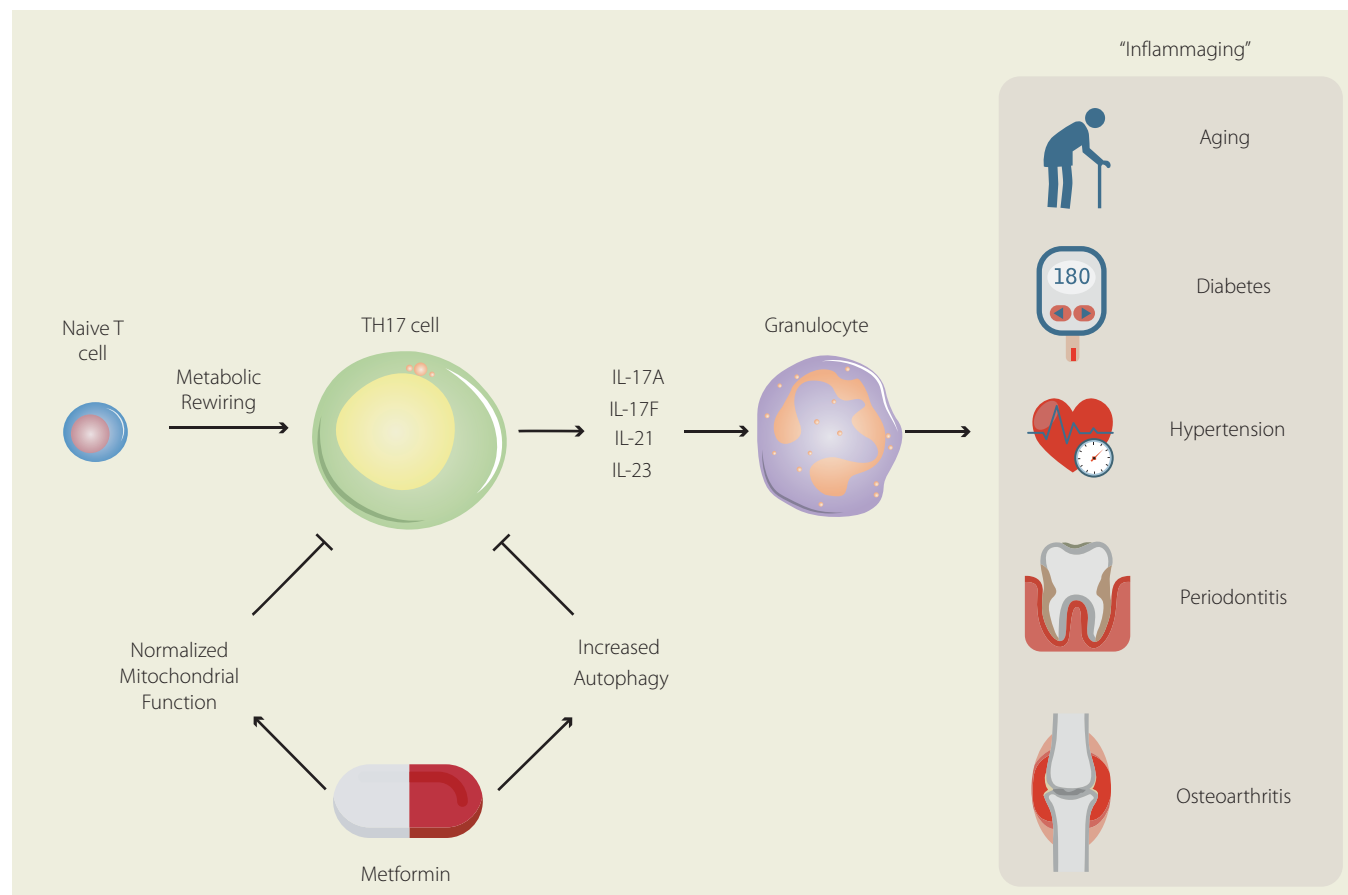 “Inflammaging”
Aging
180
Diabetes
Naive T
cell
Metabolic
Rewiring
TH17 cell
IL-17A
IL-17F
IL-21
IL-23
Granulocyte
Hypertension
Periodontitis
Osteoarthritis
Normalized
Mitochondrial
Function
Increased
Autophagy
Metformin